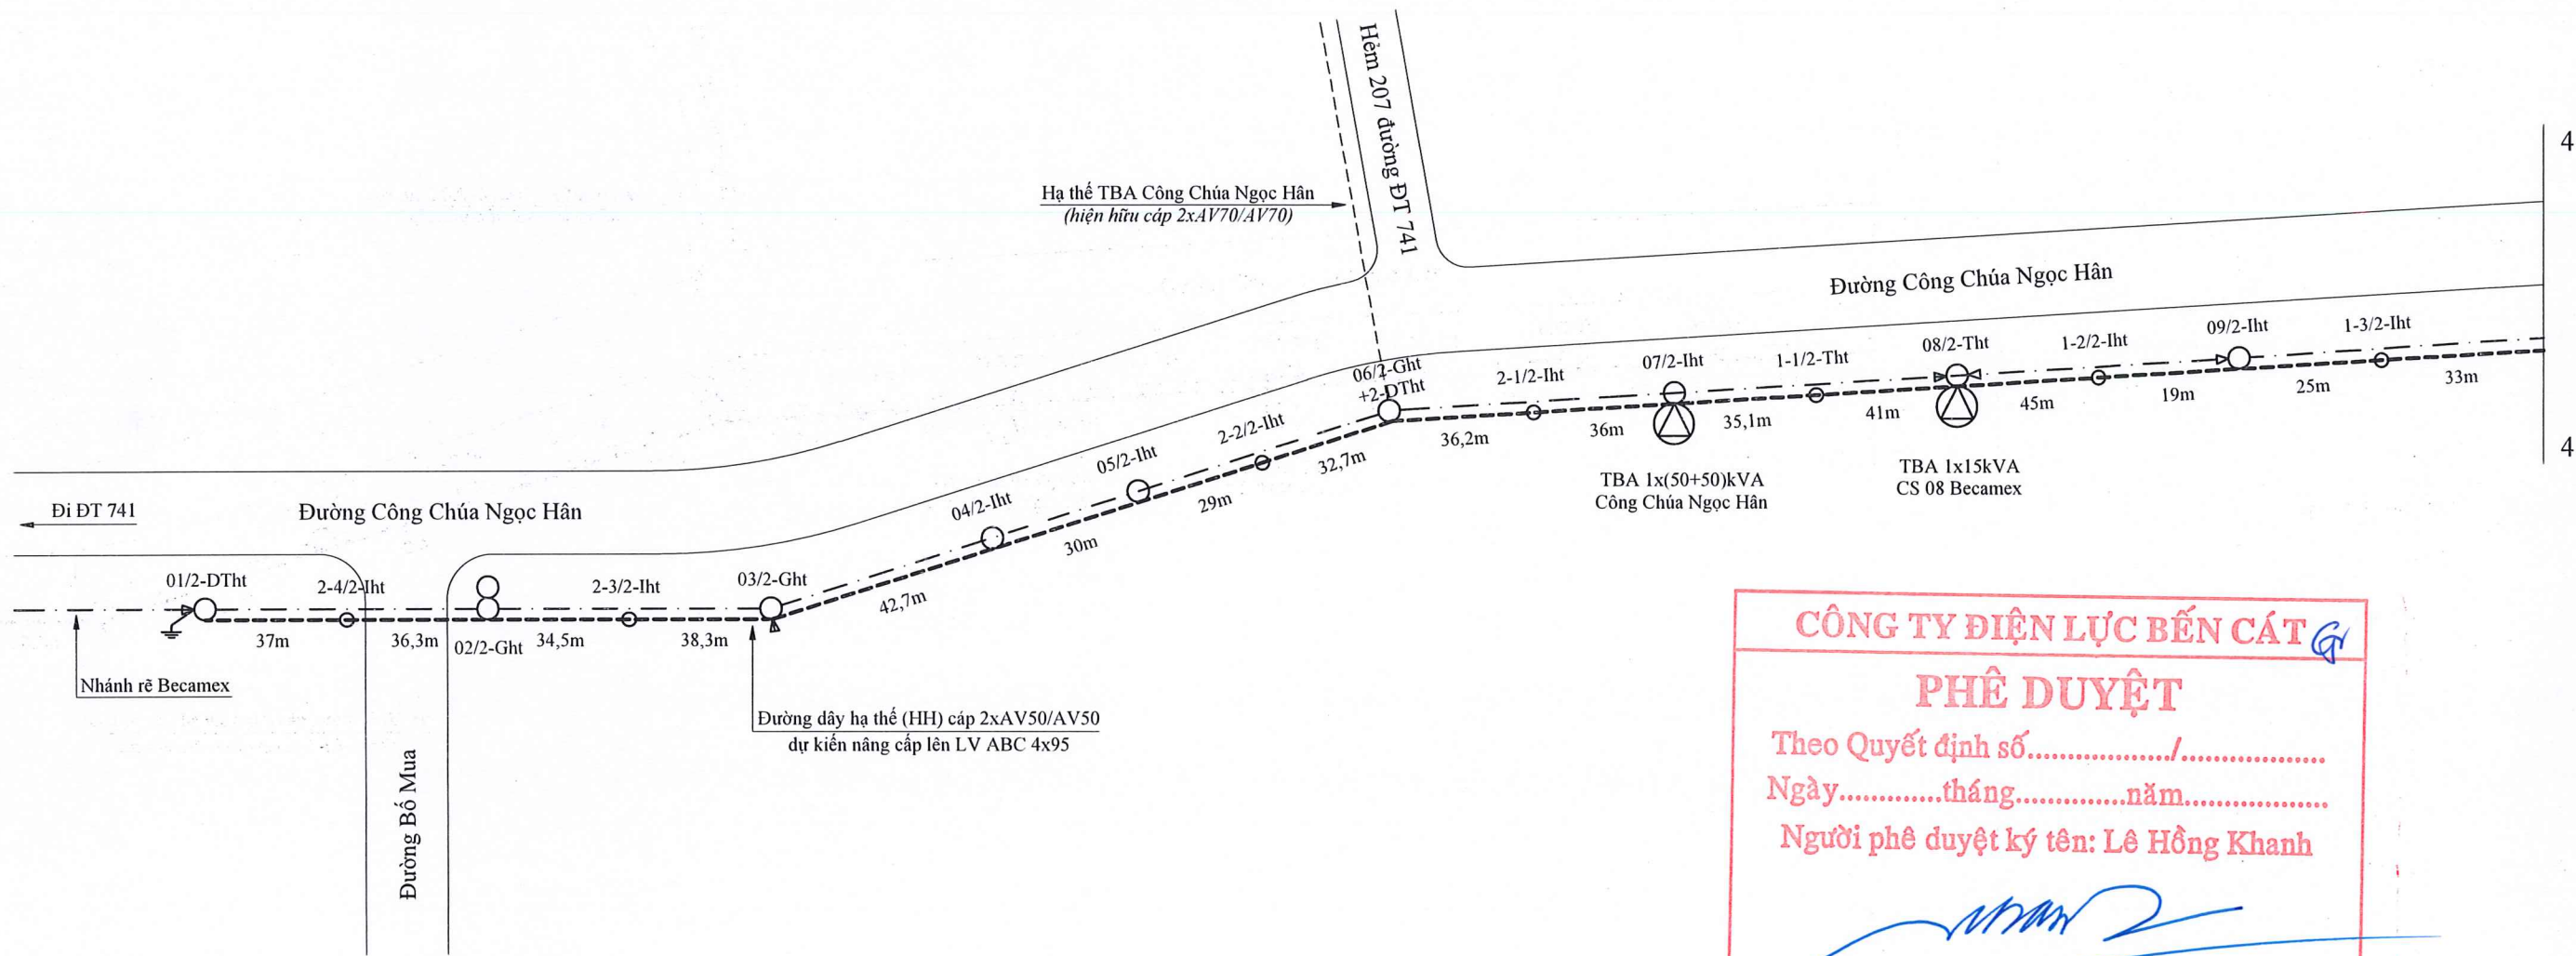 Hẻm 207 đường ĐT 741
Hạ thế TBA Công Chúa Ngọc Hân
(hiện hữu cáp 2xAV70/AV70)
4
Đường Công Chúa Ngọc Hân
06/2-Ght
+2-DTht
2-1/2-Iht
07/2-Iht
1-1/2-Tht
08/2-Tht
1-2/2-Iht
09/2-Iht
1-3/2-Iht
36,2m
36m
35,1m
41m
45m
19m
25m
33m
4
TBA 1x(50+50)kVA
Công Chúa Ngọc Hân
TBA 1x15kVA
CS 08 Becamex
04/2-Iht
05/2-Iht
2-2/2-Iht
42,7m
30m
29m
32,7m
Đi ĐT 741
Đường Công Chúa Ngọc Hân
01/2-DTht
2-4/2-Iht
02/2-Ght
2-3/2-Iht
03/2-Ght
37m
36,3m
34,5m
38,3m
Nhánh rẽ Becamex
Đường dây hạ thế (HH) cáp 2xAV50/AV50
dự kiến nâng cấp lên LV ABC 4x95
Đường Bố Mua
CÔNG TY ĐIỆN LỰC BẾN CÁT
PHÊ DUYỆT
Theo Quyết định số................../..................
Ngày.............tháng..............năm..................
Người phê duyệt ký tên: Lê Hồng Khanh